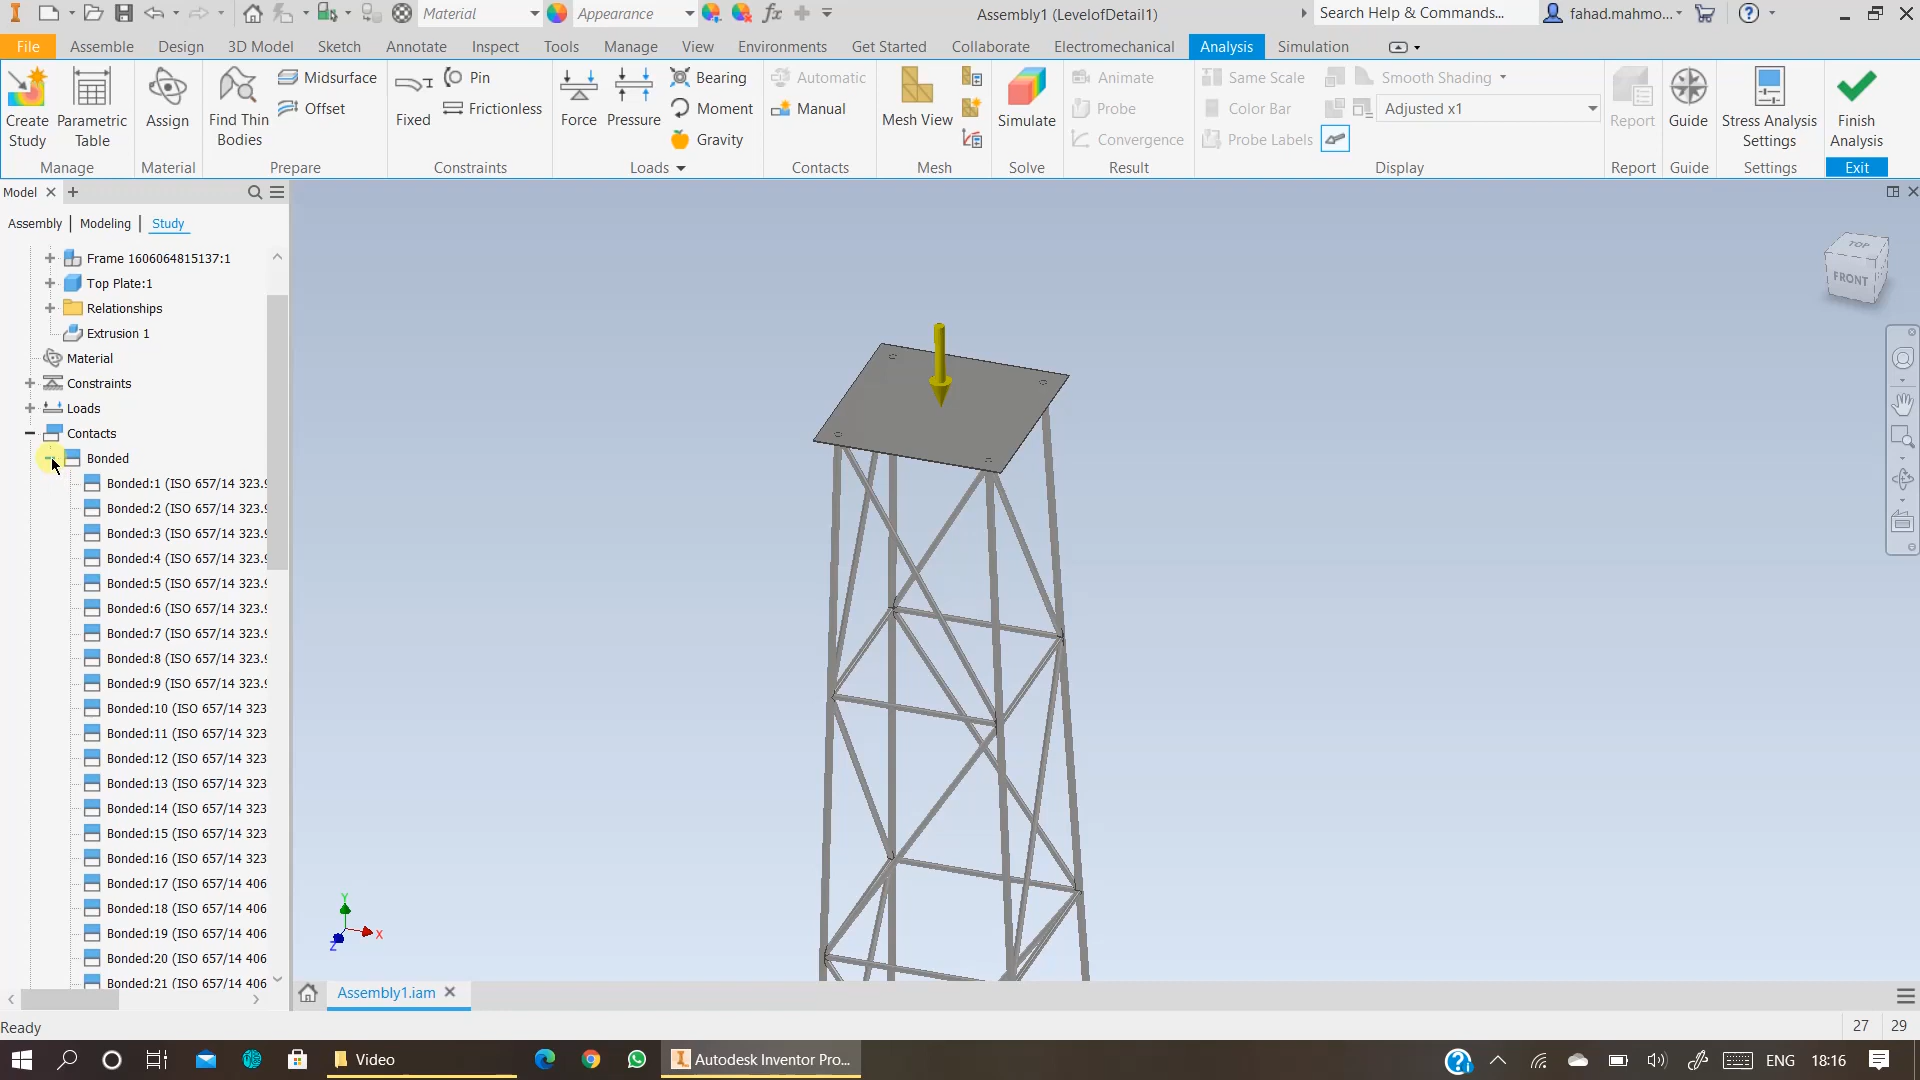 Material
Appearance
Assembly1 (LevelofDetail1)
Search Help & Commands...
fahad.mahmo...
File
Assemble
Design
3D Model
Sketch
Annotate
Inspect
Tools
Manage
View
Environments
Get Started
Collaborate
Electromechanical
Analysis
Simulation
Create Study
Parametric Table
Manage
Assign
Material
Find Thin Bodies
Midsurface
Offset
Prepare
Fixed
Pin
Frictionless
Constraints
Force
Pressure
Bearing
Moment
Gravity
Loads
Automatic
Manual
Contacts
Mesh View
Mesh
Simulate
Solve
Animate
Probe
Convergence
Result
Same Scale
Color Bar
Probe Labels
Smooth Shading
Adjusted x1
Display
Report
Report
Guide
Guide
Stress Analysis Settings
Settings
Finish Analysis
Exit
Model
Assembly
Modeling
Study
Frame 1606064815137:1
Top Plate:1
Relationships
Extrusion 1
Material
Constraints
Loads
Contacts
Bonded
Bonded:1 (ISO 657/14 323.9
Bonded:2 (ISO 657/14 323.9
Bonded:3 (ISO 657/14 323.9
Bonded:4 (ISO 657/14 323.9
Bonded:5 (ISO 657/14 323.9
Bonded:6 (ISO 657/14 323.9
Bonded:7 (ISO 657/14 323.9
Bonded:8 (ISO 657/14 323.9
Bonded:9 (ISO 657/14 323.9
Bonded:10 (ISO 657/14 323
Bonded:11 (ISO 657/14 323
Bonded:12 (ISO 657/14 323
Bonded:13 (ISO 657/14 323
Bonded:14 (ISO 657/14 323
Bonded:15 (ISO 657/14 323
Bonded:16 (ISO 657/14 323
Bonded:17 (ISO 657/14 406
Bonded:18 (ISO 657/14 406
Bonded:19 (ISO 657/14 406
Bonded:20 (ISO 657/14 406
Bonded:21 (ISO 657/14 406
TOP
FRONT
Y
X
Z
Assembly1.iam
Ready
27
29
Video
Autodesk Inventor Pro...
ENG
18:16